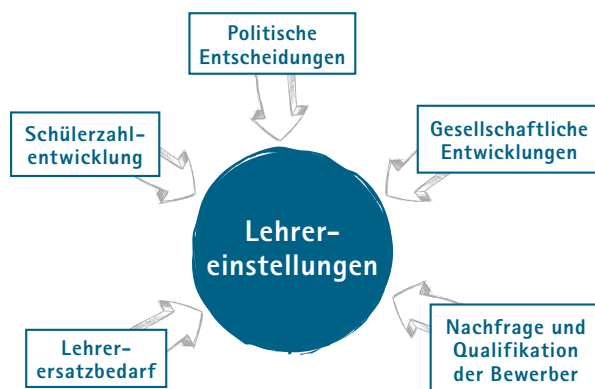 Politische
Entscheidungen
Schülerzahl-
entwicklung
Gesellschaftliche
Entwicklungen
Lehrer-
einstellungen
Lehrer-
ersatzbedarf
Nachfrage und
Qualifikation
der Bewerber